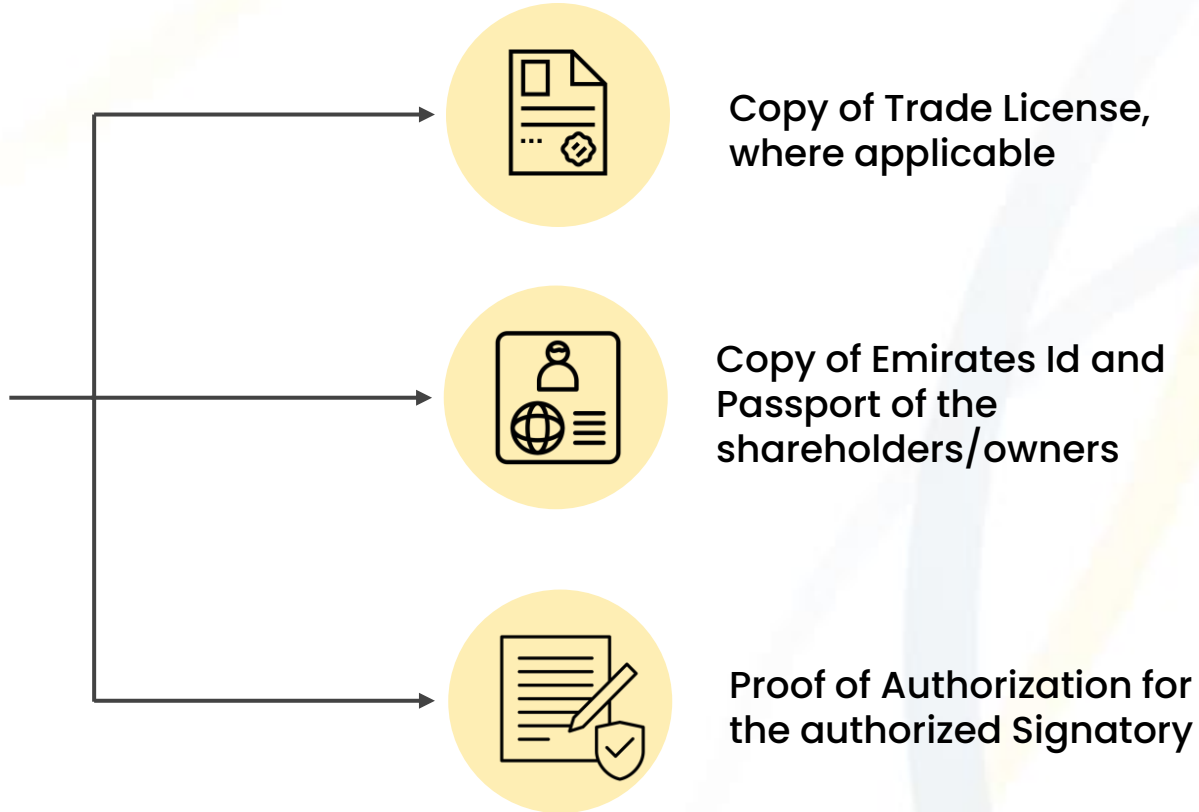 Copy of Trade License,
where applicable
Copy of Emirates Id and
Passport of the
shareholders/owners
Proof of Authorization for
the authorized Signatory